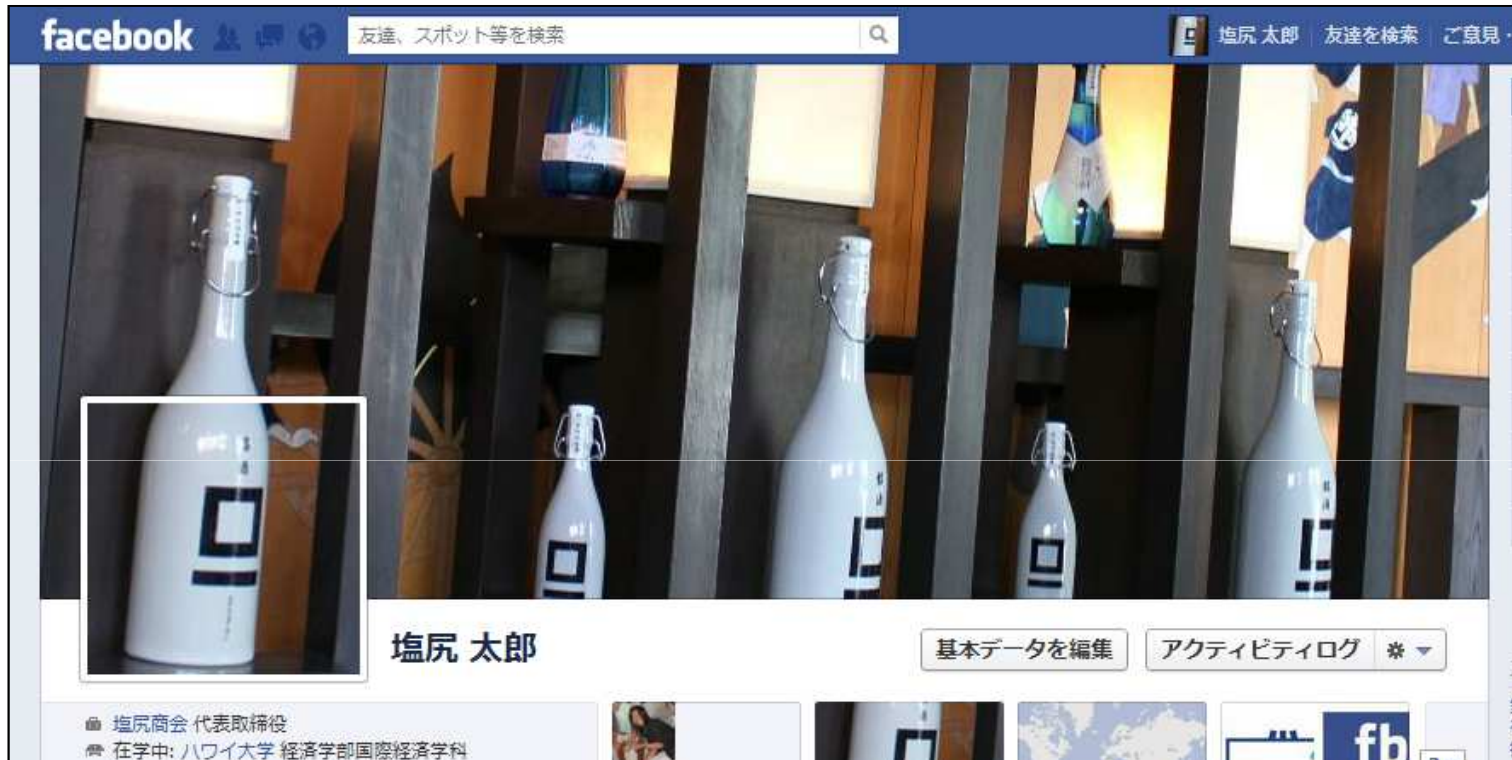 facebook
友達、スポット等を検索
塩尻 太郎
友達を検索
ご意見・
塩尻 太郎
基本データを編集
アクティビティログ
塩尻商会 代表取締役
在学中: ハワイ大学 経済学部国際経済学科
fb